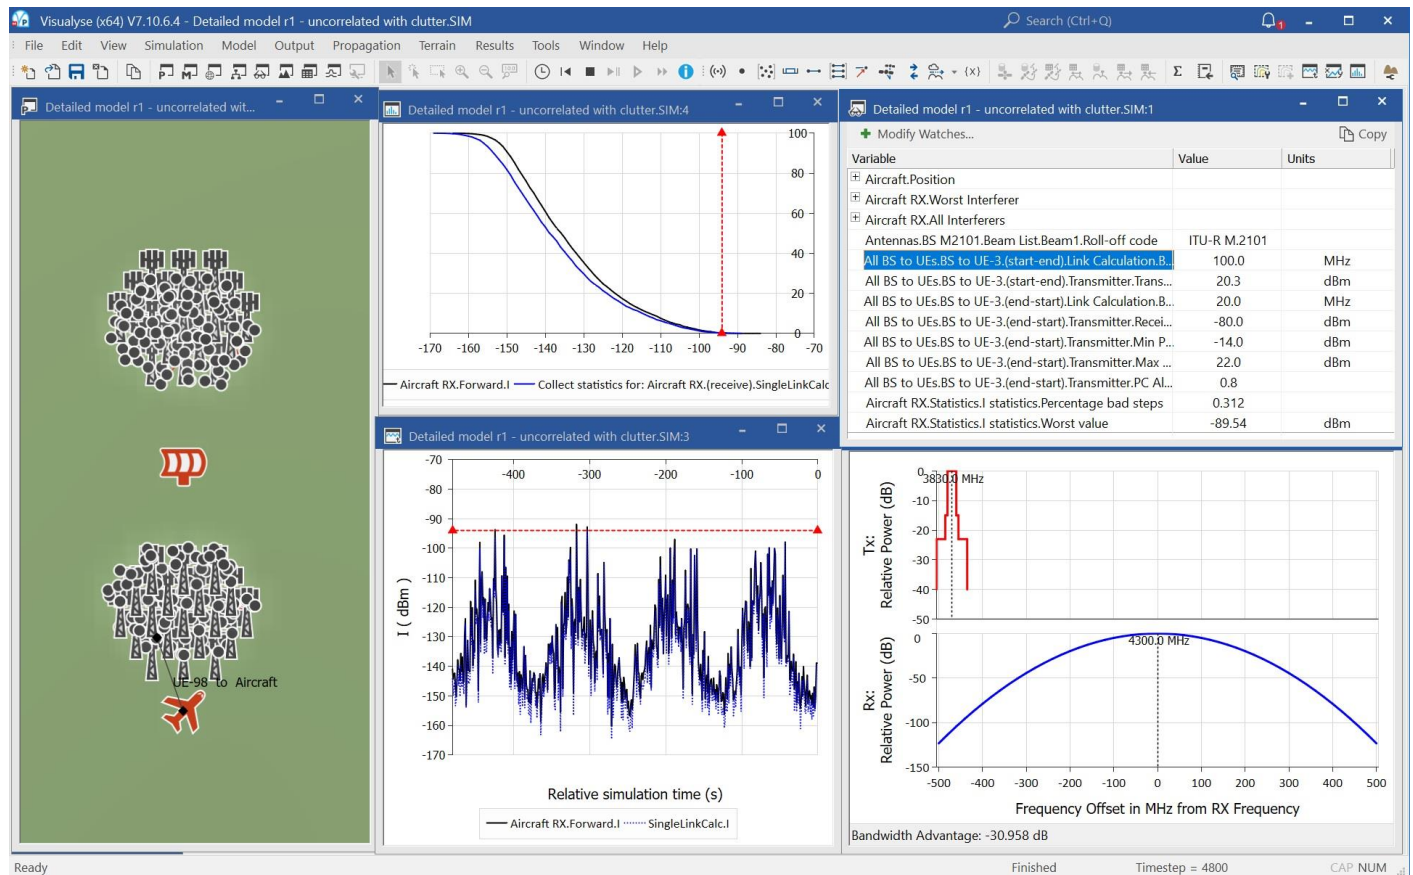 Visualyse (x64) V7.10.6.4 - Detailed model r1 - uncorrelated with clutter.SIM
Search (Ctrl+Q)
1
File Edit View Simulation Model Output Propagation Terrain Results Tools Window Help
Detailed model r1 - uncorrelated wit...
UE-98 to Aircraft
Detailed model r1 - uncorrelated with clutter.SIM:4
100
80
60
40
20
0
-170 -160 -150 -140 -130 -120 -110 -100 -90 -80 -70
Aircraft RX.Forward.I Collect statistics for: Aircraft RX.(receive).SingleLinkCalc
Detailed model r1 - uncorrelated with clutter.SIM:3
-400 -300 -200 -100 0
-70
-80
-90
-100
-110
-120
-130
-140
-150
-160
-170
I ( dBm )
Relative simulation time (s)
Aircraft RX.Forward.I SingleLinkCalc.I
Detailed model r1 - uncorrelated with clutter.SIM:1
Modify Watches... Copy
Variable Value Units
Aircraft.Position
Aircraft RX.Worst Interferer
Aircraft RX.All Interferers
Antennas.BS M2101.Beam List.Beam1.Roll-off code ITU-R M.2101
All BS to UEs.BS to UE-3.(start-end).Link Calculation.B... 100.0 MHz
All BS to UEs.BS to UE-3.(start-end).Transmitter.Trans... 20.3 dBm
All BS to UEs.BS to UE-3.(end-start).Link Calculation.B... 20.0 MHz
All BS to UEs.BS to UE-3.(end-start).Transmitter.Recei... -80.0 dBm
All BS to UEs.BS to UE-3.(end-start).Transmitter.Min P... -14.0 dBm
All BS to UEs.BS to UE-3.(end-start).Transmitter.Max ... 22.0 dBm
All BS to UEs.BS to UE-3.(end-start).Transmitter.PC Al... 0.8
Aircraft RX.Statistics.I statistics.Percentage bad steps 0.312
Aircraft RX.Statistics.I statistics.Worst value -89.54 dBm
Tx:
Relative Power (dB)
0
-10
-20
-30
-40
-50
3830.0 MHz
Rx:
Relative Power (dB)
0
-50
-100
-150
4300.0 MHz
-500 -400 -300 -200 -100 0 100 200 300 400 500
Frequency Offset in MHz from RX Frequency
Bandwidth Advantage: -30.958 dB
Ready
Finished
Timestep = 4800
CAP NUM